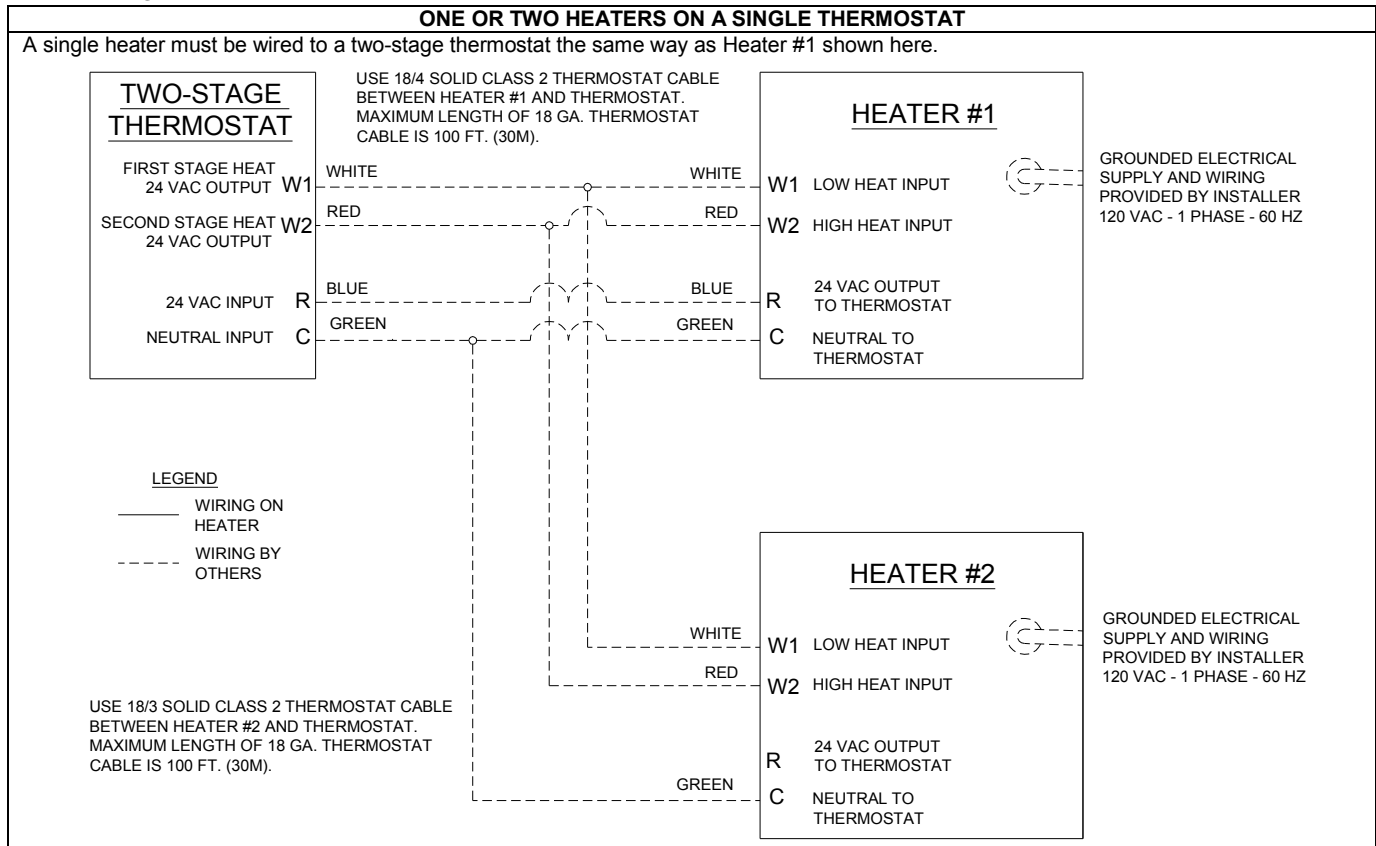 ONE OR TWO HEATERS ON A SINGLE THERMOSTAT
A single heater must be wired to a two-stage thermostat the same way as Heater #1 shown here.
TWO-STAGE
THERMOSTAT
FIRST STAGE HEAT
24 VAC OUTPUT
W1
SECOND STAGE HEAT
24 VAC OUTPUT
W2
24 VAC INPUT
R
NEUTRAL INPUT
C
USE 18/4 SOLID CLASS 2 THERMOSTAT CABLE
BETWEEN HEATER #1 AND THERMOSTAT.
MAXIMUM LENGTH OF 18 GA. THERMOSTAT
CABLE IS 100 FT. (30M).
WHITE
RED
BLUE
GREEN
WHITE
RED
BLUE
GREEN
HEATER #1
W1
LOW HEAT INPUT
W2
HIGH HEAT INPUT
R
24 VAC OUTPUT
TO THERMOSTAT
C
NEUTRAL TO
THERMOSTAT
GROUNDED ELECTRICAL
SUPPLY AND WIRING
PROVIDED BY INSTALLER
120 VAC - 1 PHASE - 60 HZ
LEGEND
WIRING ON
HEATER
WIRING BY
OTHERS
USE 18/3 SOLID CLASS 2 THERMOSTAT CABLE
BETWEEN HEATER #2 AND THERMOSTAT.
MAXIMUM LENGTH OF 18 GA. THERMOSTAT
CABLE IS 100 FT. (30M).
WHITE
RED
GREEN
HEATER #2
W1
LOW HEAT INPUT
W2
HIGH HEAT INPUT
R
24 VAC OUTPUT
TO THERMOSTAT
C
NEUTRAL TO
THERMOSTAT
GROUNDED ELECTRICAL
SUPPLY AND WIRING
PROVIDED BY INSTALLER
120 VAC - 1 PHASE - 60 HZ